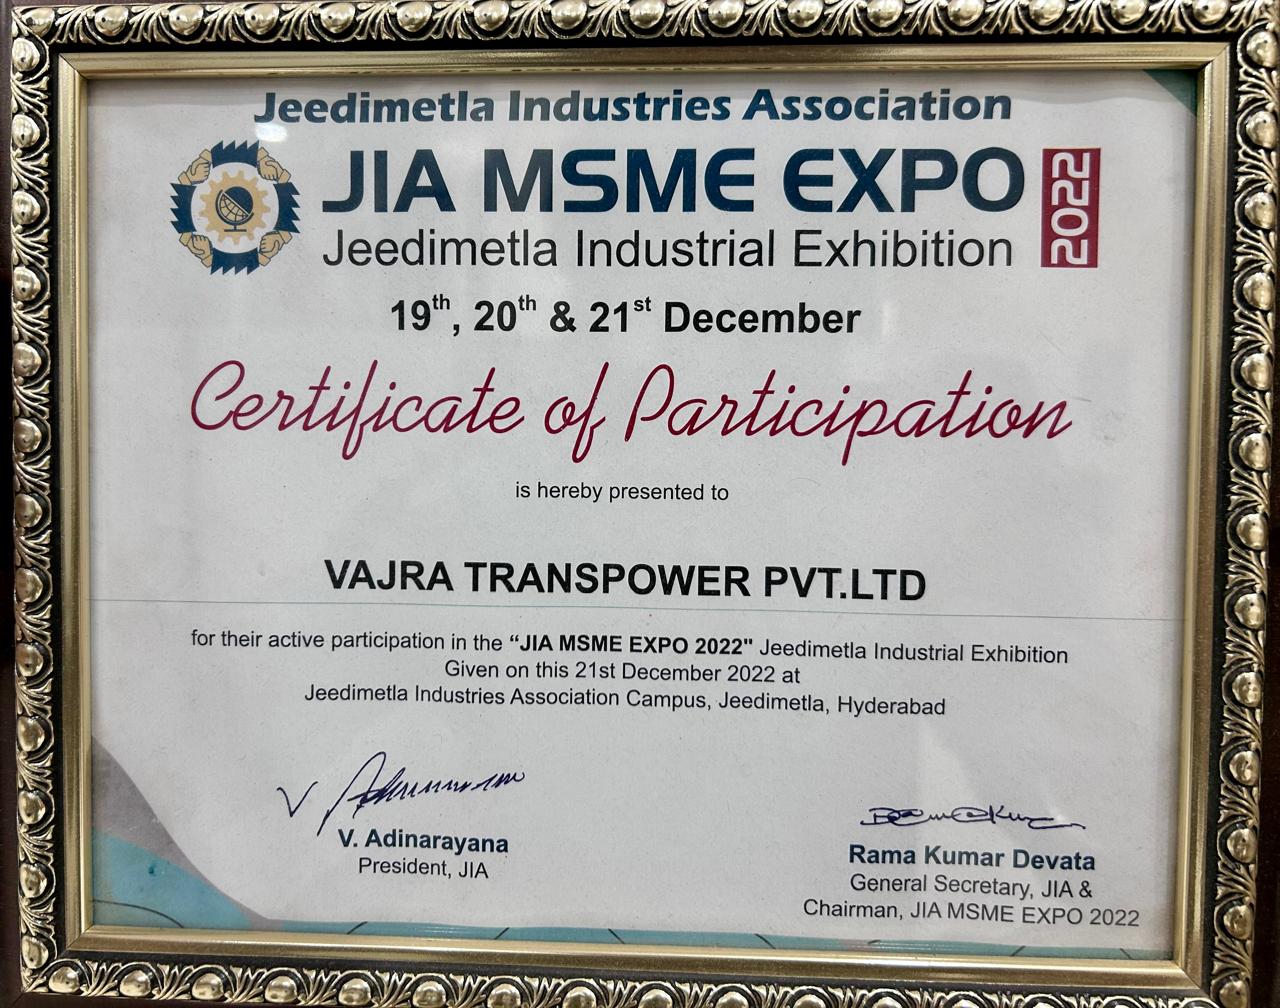 Jeedimetla Industries Association
JIA MSME EXPO 2022
Jeedimetla Industrial Exhibition
19th, 20th & 21st December
Certificate of Participation
is hereby presented to
VAJRA TRANSPOWER PVT.LTD
for their active participation in the “JIA MSME EXPO 2022" Jeedimetla Industrial Exhibition
Given on this 21st December 2022 at
Jeedimetla Industries Association Campus, Jeedimetla, Hyderabad
V. Adinarayana
President, JIA
Rama Kumar Devata
General Secretary, JIA &
Chairman, JIA MSME EXPO 2022